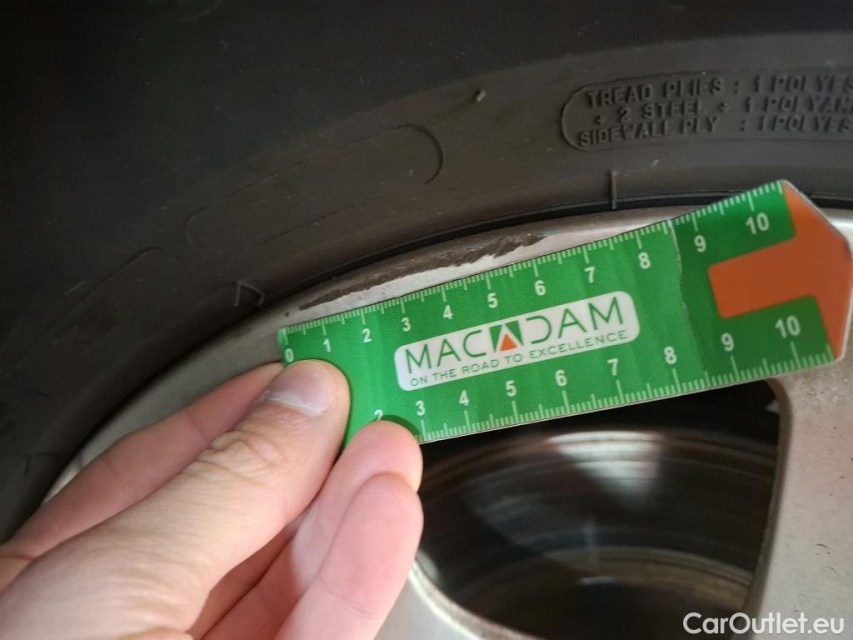 TREAD PLIES : 1 POLYES
+ 2 STEEL + 1 POLYAM
SIDEWALL PLY : 1 POLYES
0 1 2 3 4 5 6 7 8 9 10
MACADAM
ON THE ROAD TO EXCELLENCE
2 3 4 5 6 7 8 9 10
CarOutlet.eu